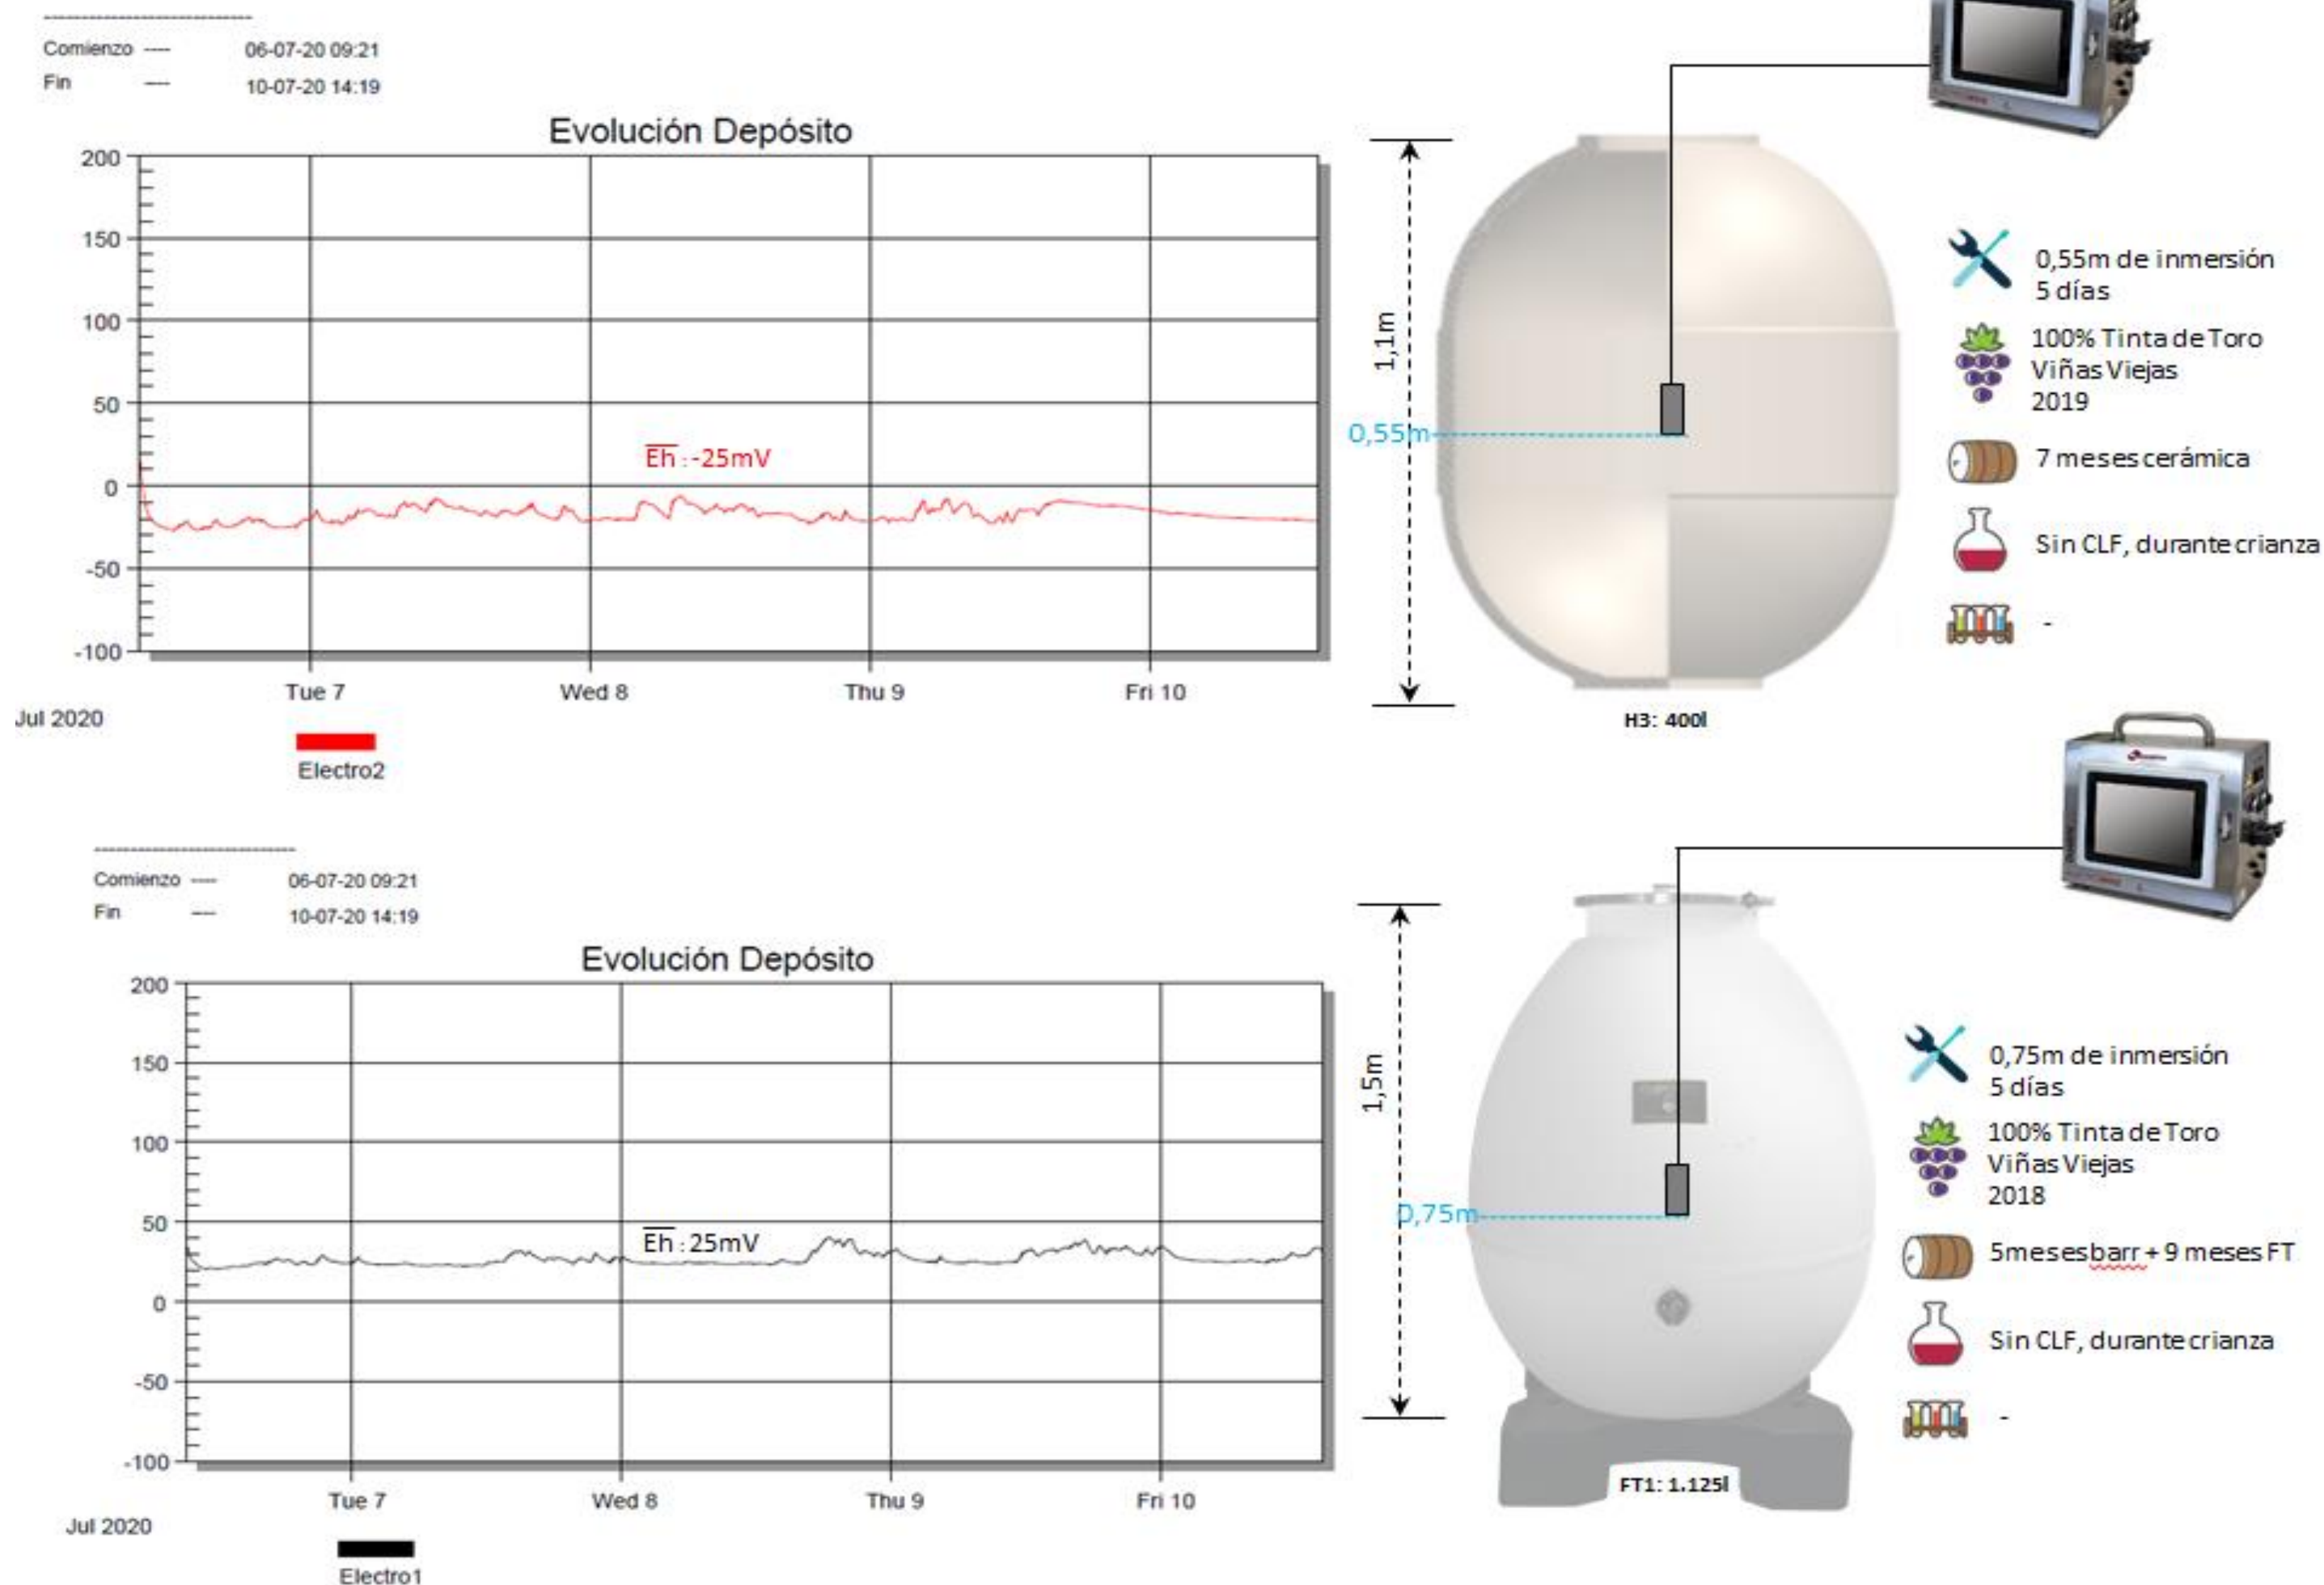 Comienzo ---- 06-07-20 09:21
Fin ---- 10-07-20 14:19
Evolución Depósito
200
150
100
50
0
-50
-100
Eh : -25mV
Tue 7 Wed 8 Thu 9 Fri 10
Jul 2020
Electro2
1,1m
0,55m
H3: 400l
0,55m de inmersión
5 días
100% Tinta de Toro
Viñas Viejas
2019
7 meses cerámica
Sin CLF, durante crianza
-
Comienzo ---- 06-07-20 09:21
Fin ---- 10-07-20 14:19
Evolución Depósito
200
150
100
50
0
-50
-100
Eh : 25mV
Tue 7 Wed 8 Thu 9 Fri 10
Jul 2020
Electro1
1,5m
0,75m
FT1: 1.125l
0,75m de inmersión
5 días
100% Tinta de Toro
Viñas Viejas
2018
5 meses barr + 9 meses FT
Sin CLF, durante crianza
-